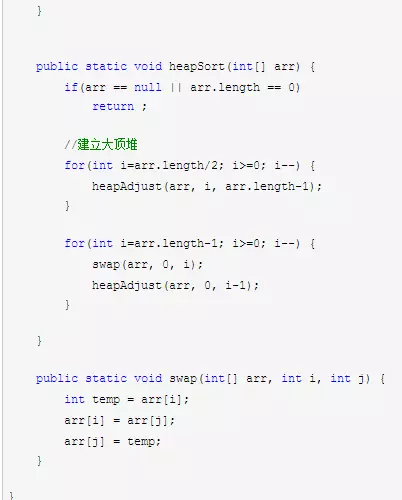 }
public static void heapSort(int[] arr) {
if(arr == null || arr.length == 0)
return ;
//建立大顶堆
for(int i=arr.length/2; i>=0; i--) {
heapAdjust(arr, i, arr.length-1);
}
for(int i=arr.length-1; i>=0; i--) {
swap(arr, 0, i);
heapAdjust(arr, 0, i-1);
}
}
public static void swap(int[] arr, int i, int j) {
int temp = arr[i];
arr[i] = arr[j];
arr[j] = temp;
}
}